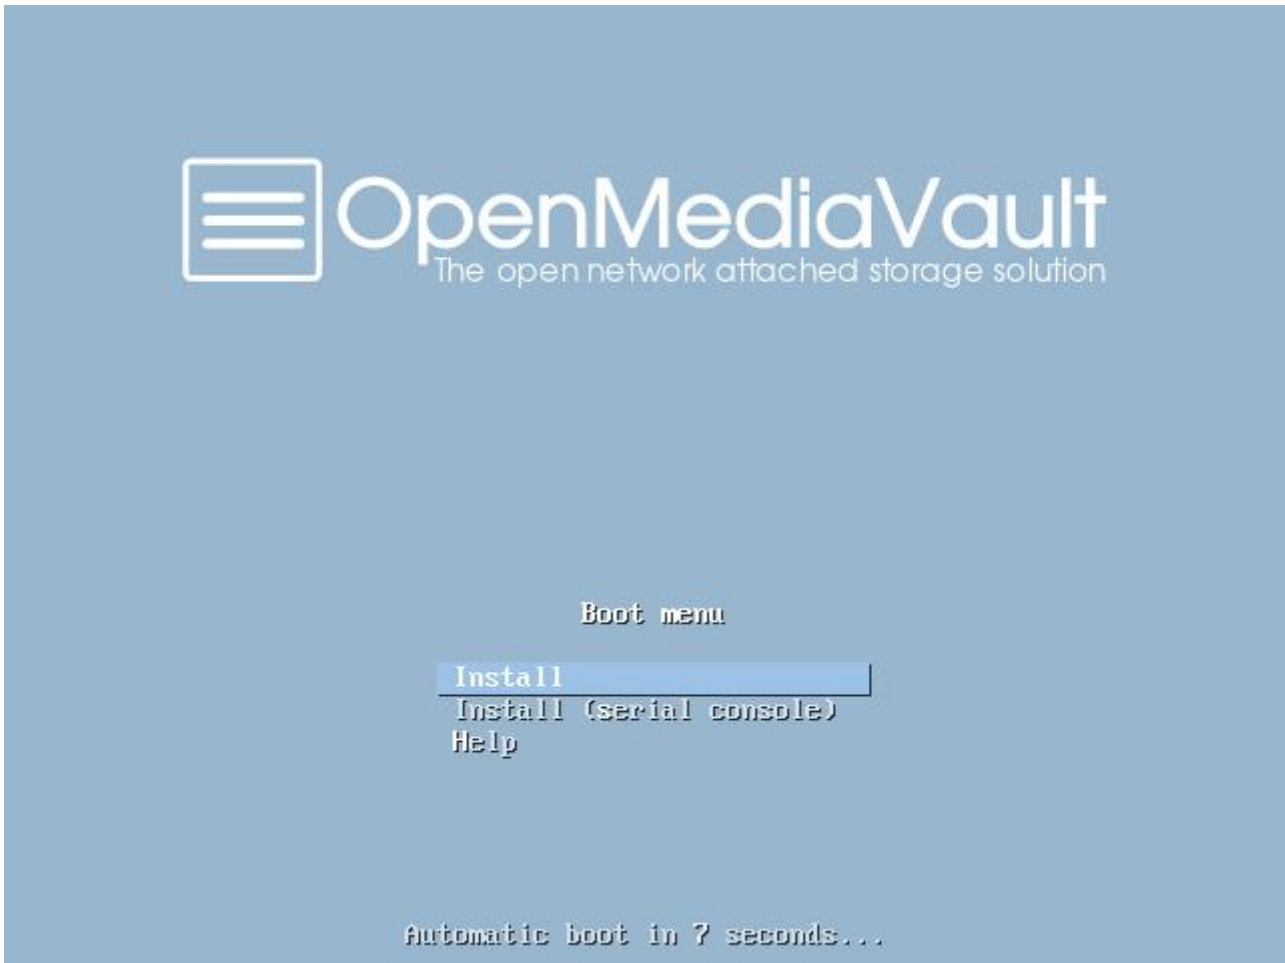 OpenMediaVault
The open network attached storage solution
Boot menu
Install
Install (serial console)
Help
Automatic boot in 7 seconds...